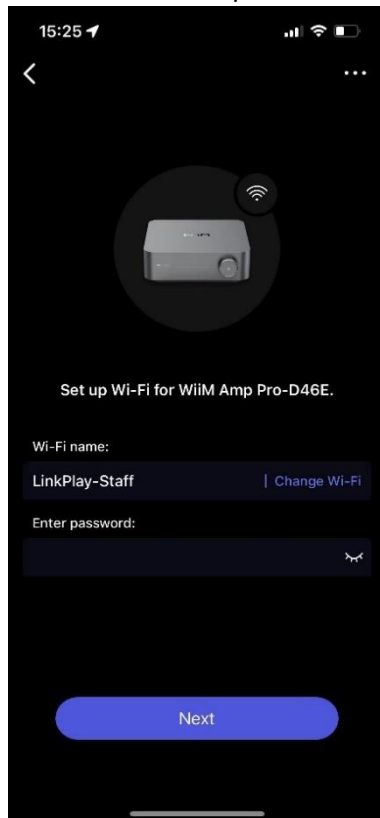 15:25
Set up Wi-Fi for WiiM Amp Pro-D46E.
Wi-Fi name:
LinkPlay-Staff | Change Wi-Fi
Enter password:
Next